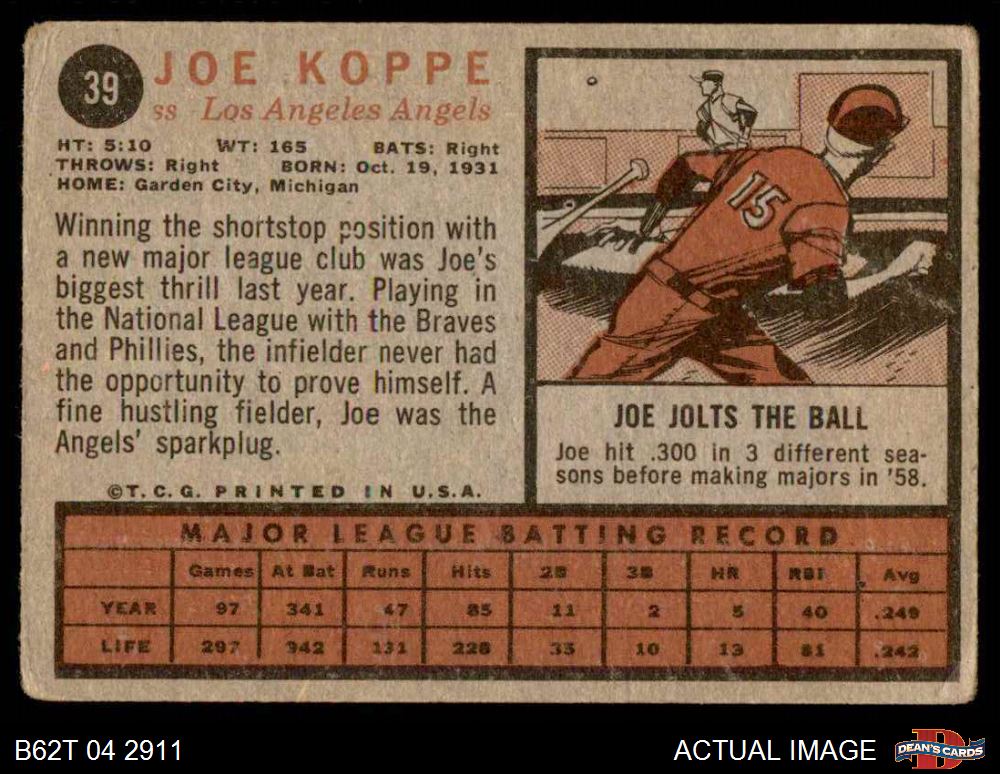 39
JOE KOPPE
SS Los Angeles Angels
HT: 5:10 WT: 165 BATS: Right
THROWS: Right BORN: Oct. 19, 1931
HOME: Garden City, Michigan
Winning the shortstop position with
a new major league club was Joe's
biggest thrill last year. Playing in
the National League with the Braves
and Phillies, the infielder never had
the opportunity to prove himself. A
fine hustling fielder, Joe was the
Angels' sparkplug.
©T.C.G. PRINTED IN U.S.A.
15
JOE JOLTS THE BALL
Joe hit .300 in 3 different sea-
sons before making majors in '58.
MAJOR LEAGUE BATTING RECORD
Games At Bat Runs Hits 2B 3B HR RBI Avg
YEAR 97 341 47 85 11 2 5 40 .249
LIFE 297 942 131 228 33 10 13 81 .242
B62T 04 2911
ACTUAL IMAGE
D
DEAN'S CARDS